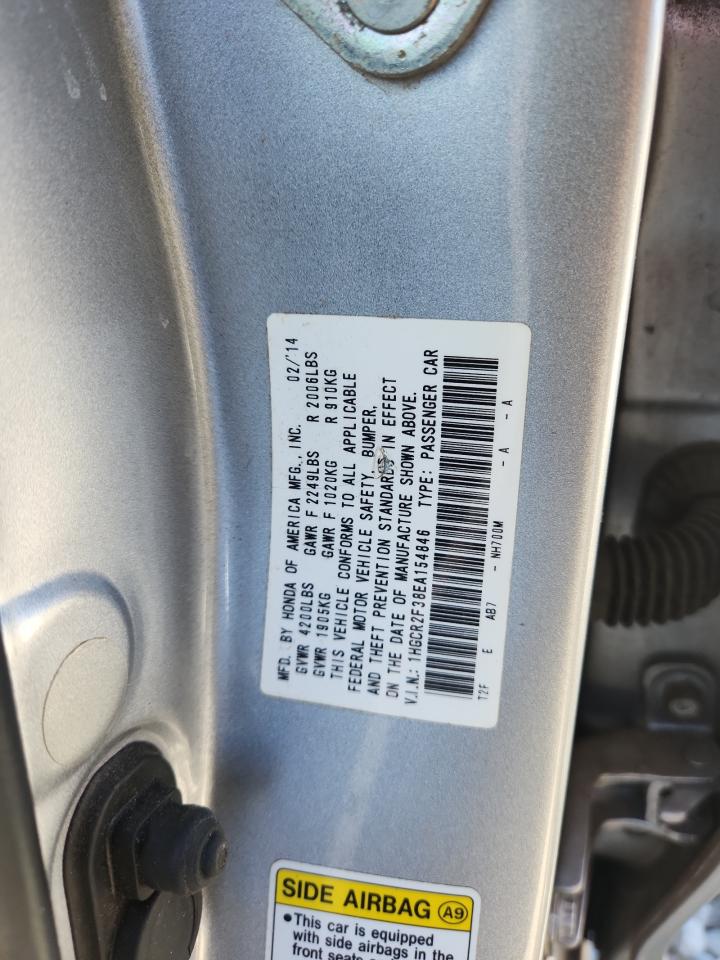 MFD. BY HONDA OF AMERICA MFG., INC. 02/'14
GVWR 4200LBS GAWR F 2249LBS R 2006LBS
GVWR 1905KG GAWR F 1020KG R 910KG
THIS VEHICLE CONFORMS TO ALL APPLICABLE
FEDERAL MOTOR VEHICLE SAFETY, BUMPER,
AND THEFT PREVENTION STANDARDS IN EFFECT
ON THE DATE OF MANUFACTURE SHOWN ABOVE.
V.I.N.: 1HGCR2F38EA154846 TYPE: PASSENGER CAR
T2F E AB7 - NH700M - A - A
SIDE AIRBAG A9
•This car is equipped
with side airbags in the
front seats